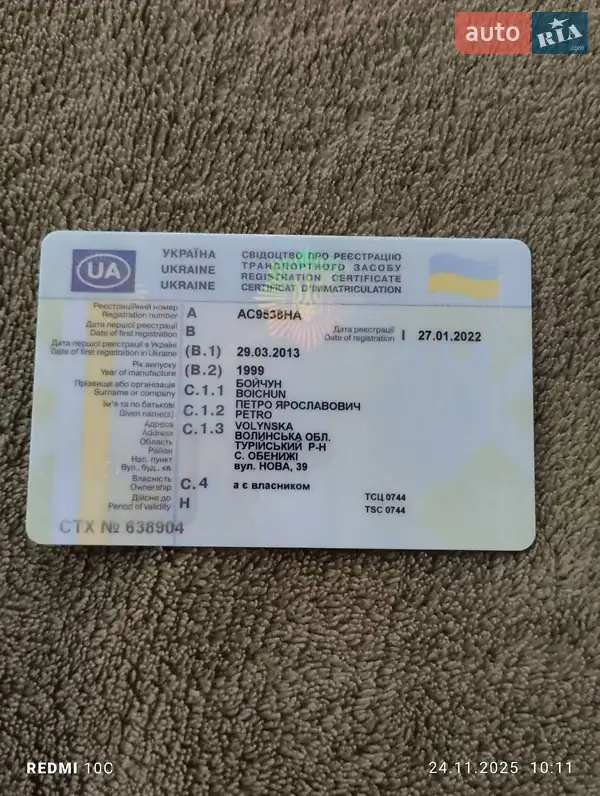 auto RIA .com
UA
УКРАЇНА
UKRAINE
UKRAINE
СВІДОЦТВО ПРО РЕЄСТРАЦІЮ
ТРАНСПОРТНОГО ЗАСОБУ
REGISTRATION CERTIFICATE
CERTIFICAT D'IMMATRICULATION
Реєстраційний номер
Registration number
A
AC9538HA
Дата першої реєстрації
Date of first registration
B
Дата реєстрації
Date of registration
I
27.01.2022
Дата першої реєстрації в Україні
Date of first registration in Ukraine
(B.1)
29.03.2013
Рік випуску
Year of manufacture
(B.2)
1999
Прізвище або організація
Surname or company
C.1.1
БОЙЧУН
BOICHUN
Ім'я та по батькові
Given name(s)
C.1.2
ПЕТРО ЯРОСЛАВОВИЧ
PETRO
Адреса
Address
Область
Район
Нас. пункт
Вул., буд., кв.
C.1.3
VOLYNSKA
ВОЛИНСЬКА ОБЛ.
ТУРІЙСЬКИЙ Р-Н
С. ОБЕНИЖІ
вул. НОВА, 39
Власність
Ownership
C.4
а є власником
Дійсне до
Period of validity
H
ТСЦ 0744
TSC 0744
СТХ № 638904
REDMI 10C
24.11.2025 10:11